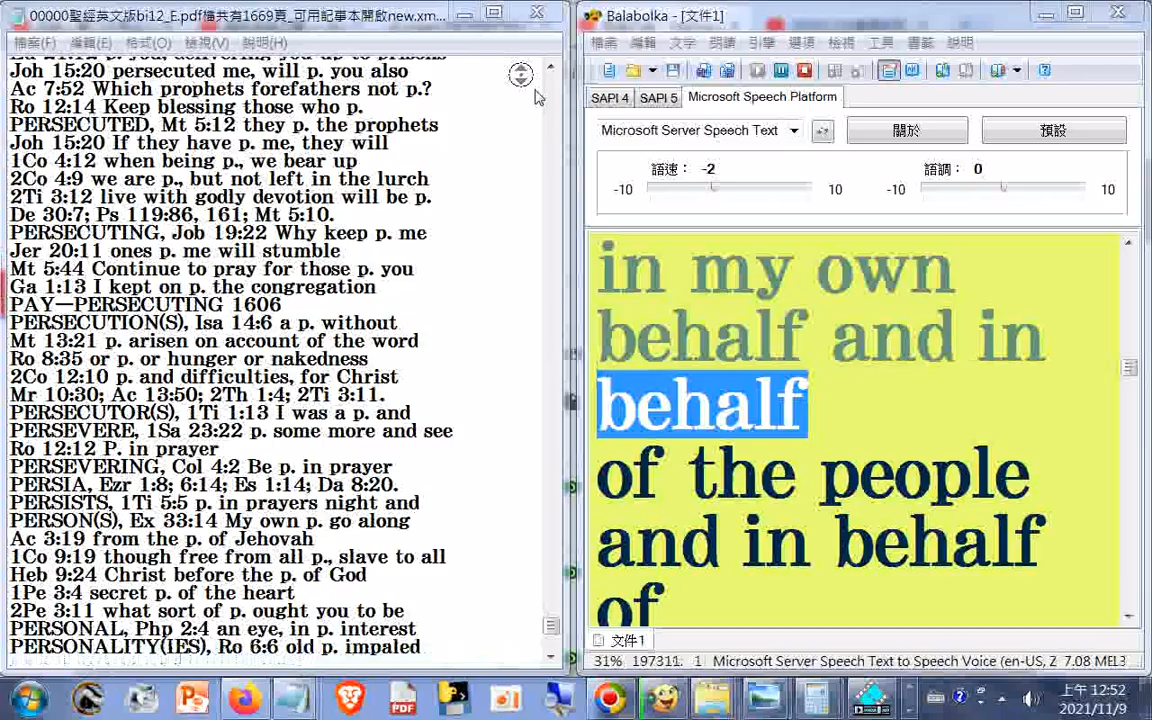 00000聖經英文版bi12_E.pdf檔共有1669頁_可用記事本開啟new.xm...
檔案(F) 編輯(E) 格式(O) 檢視(V) 說明(H)
Joh 15:20 persecuted me, will p. you also
Ac 7:52 Which prophets forefathers not p.?
Ro 12:14 Keep blessing those who p.
PERSECUTED, Mt 5:12 they p. the prophets
Joh 15:20 If they have p. me, they will
1Co 4:12 when being p., we bear up
2Co 4:9 we are p., but not left in the lurch
2Ti 3:12 live with godly devotion will be p.
De 30:7; Ps 119:86, 161; Mt 5:10.
PERSECUTING, Job 19:22 Why keep p. me
Jer 20:11 ones p. me will stumble
Mt 5:44 Continue to pray for those p. you
Ga 1:13 I kept on p. the congregation
PAY—PERSECUTING 1606
PERSECUTION(S), Isa 14:6 a p. without
Mt 13:21 p. arisen on account of the word
Ro 8:35 or p. or hunger or nakedness
2Co 12:10 p. and difficulties, for Christ
Mr 10:30; Ac 13:50; 2Th 1:4; 2Ti 3:11.
PERSECUTOR(S), 1Ti 1:13 I was a p. and
PERSEVERE, 1Sa 23:22 p. some more and see
Ro 12:12 P. in prayer
PERSEVERING, Col 4:2 Be p. in prayer
PERSIA, Ezr 1:8; 6:14; Es 1:14; Da 8:20.
PERSISTS, 1Ti 5:5 p. in prayers night and
PERSON(S), Ex 33:14 My own p. go along
Ac 3:19 from the p. of Jehovah
1Co 9:19 though free from all p., slave to all
Heb 9:24 Christ before the p. of God
1Pe 3:4 secret p. of the heart
2Pe 3:11 what sort of p. ought you to be
PERSONAL, Php 2:4 an eye, in p. interest
PERSONALITY(IES), Ro 6:6 old p. impaled
Balabolka - [文件1]
檔案 編輯 文字 朗讀 引擎 選項 檢視 工具 書籤 說明
SAPI 4 SAPI 5 Microsoft Speech Platform
Microsoft Server Speech Text 關於 預設
語速： -2 語調： 0
-10 10 -10 10
in my own
behalf and in
behalf
of the people
and in behalf
of
文件1
31% 197311. 1 Microsoft Server Speech Text to Speech Voice (en-US, Z 7.08 MEL3
上午 12:52
2021/11/9